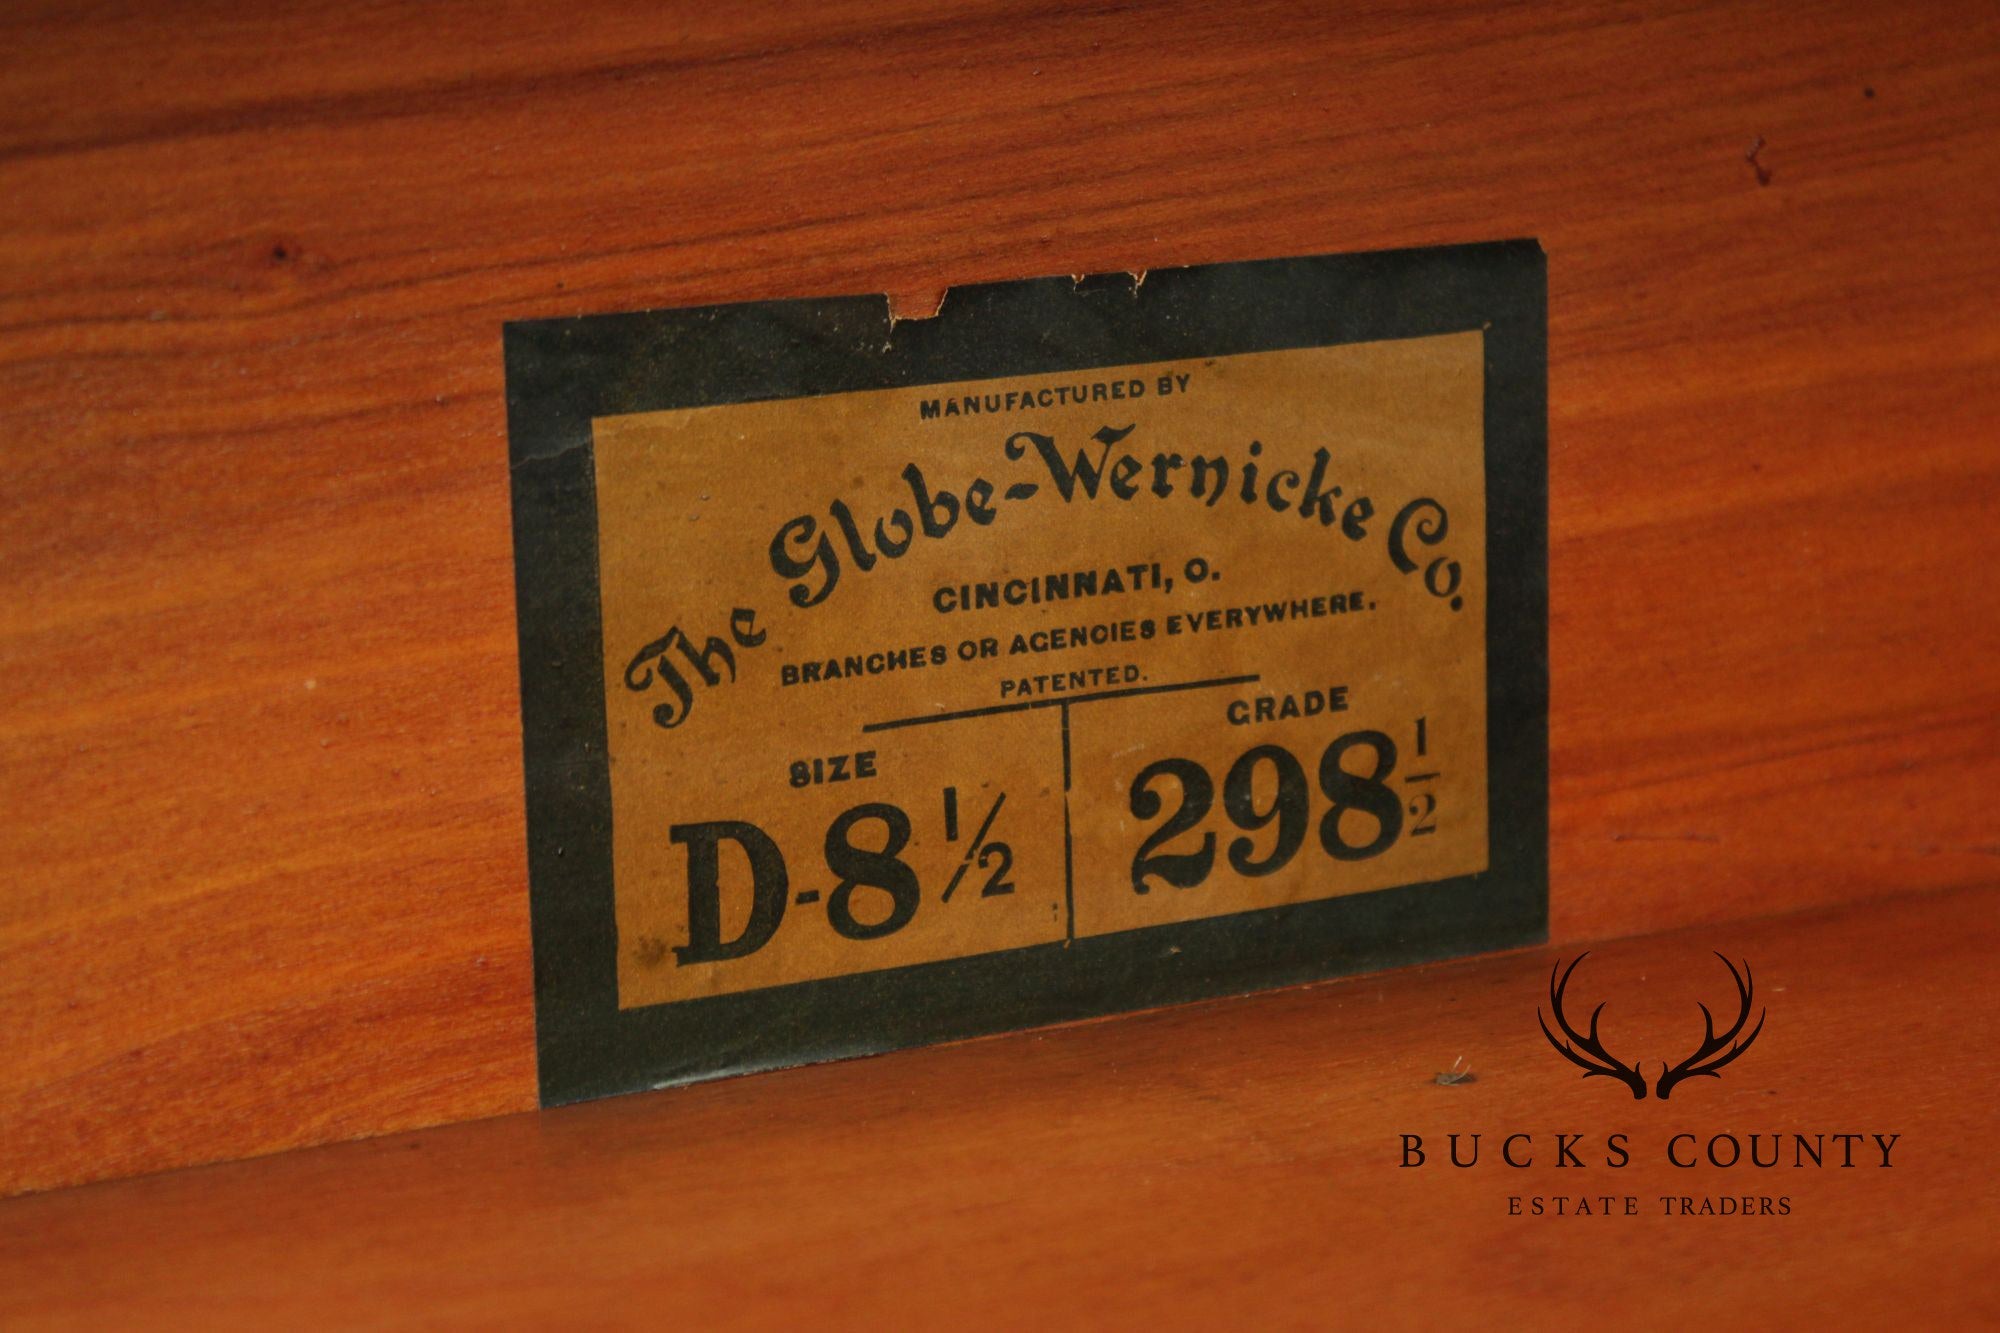 MANUFACTURED BY
The Globe-Wernicke Co.
CINCINNATI, O.
BRANCHES OR AGENCIES EVERYWHERE.
PATENTED.
SIZE
D-8 1/2
GRADE
298 1/2
BUCKS COUNTY
ESTATE TRADERS